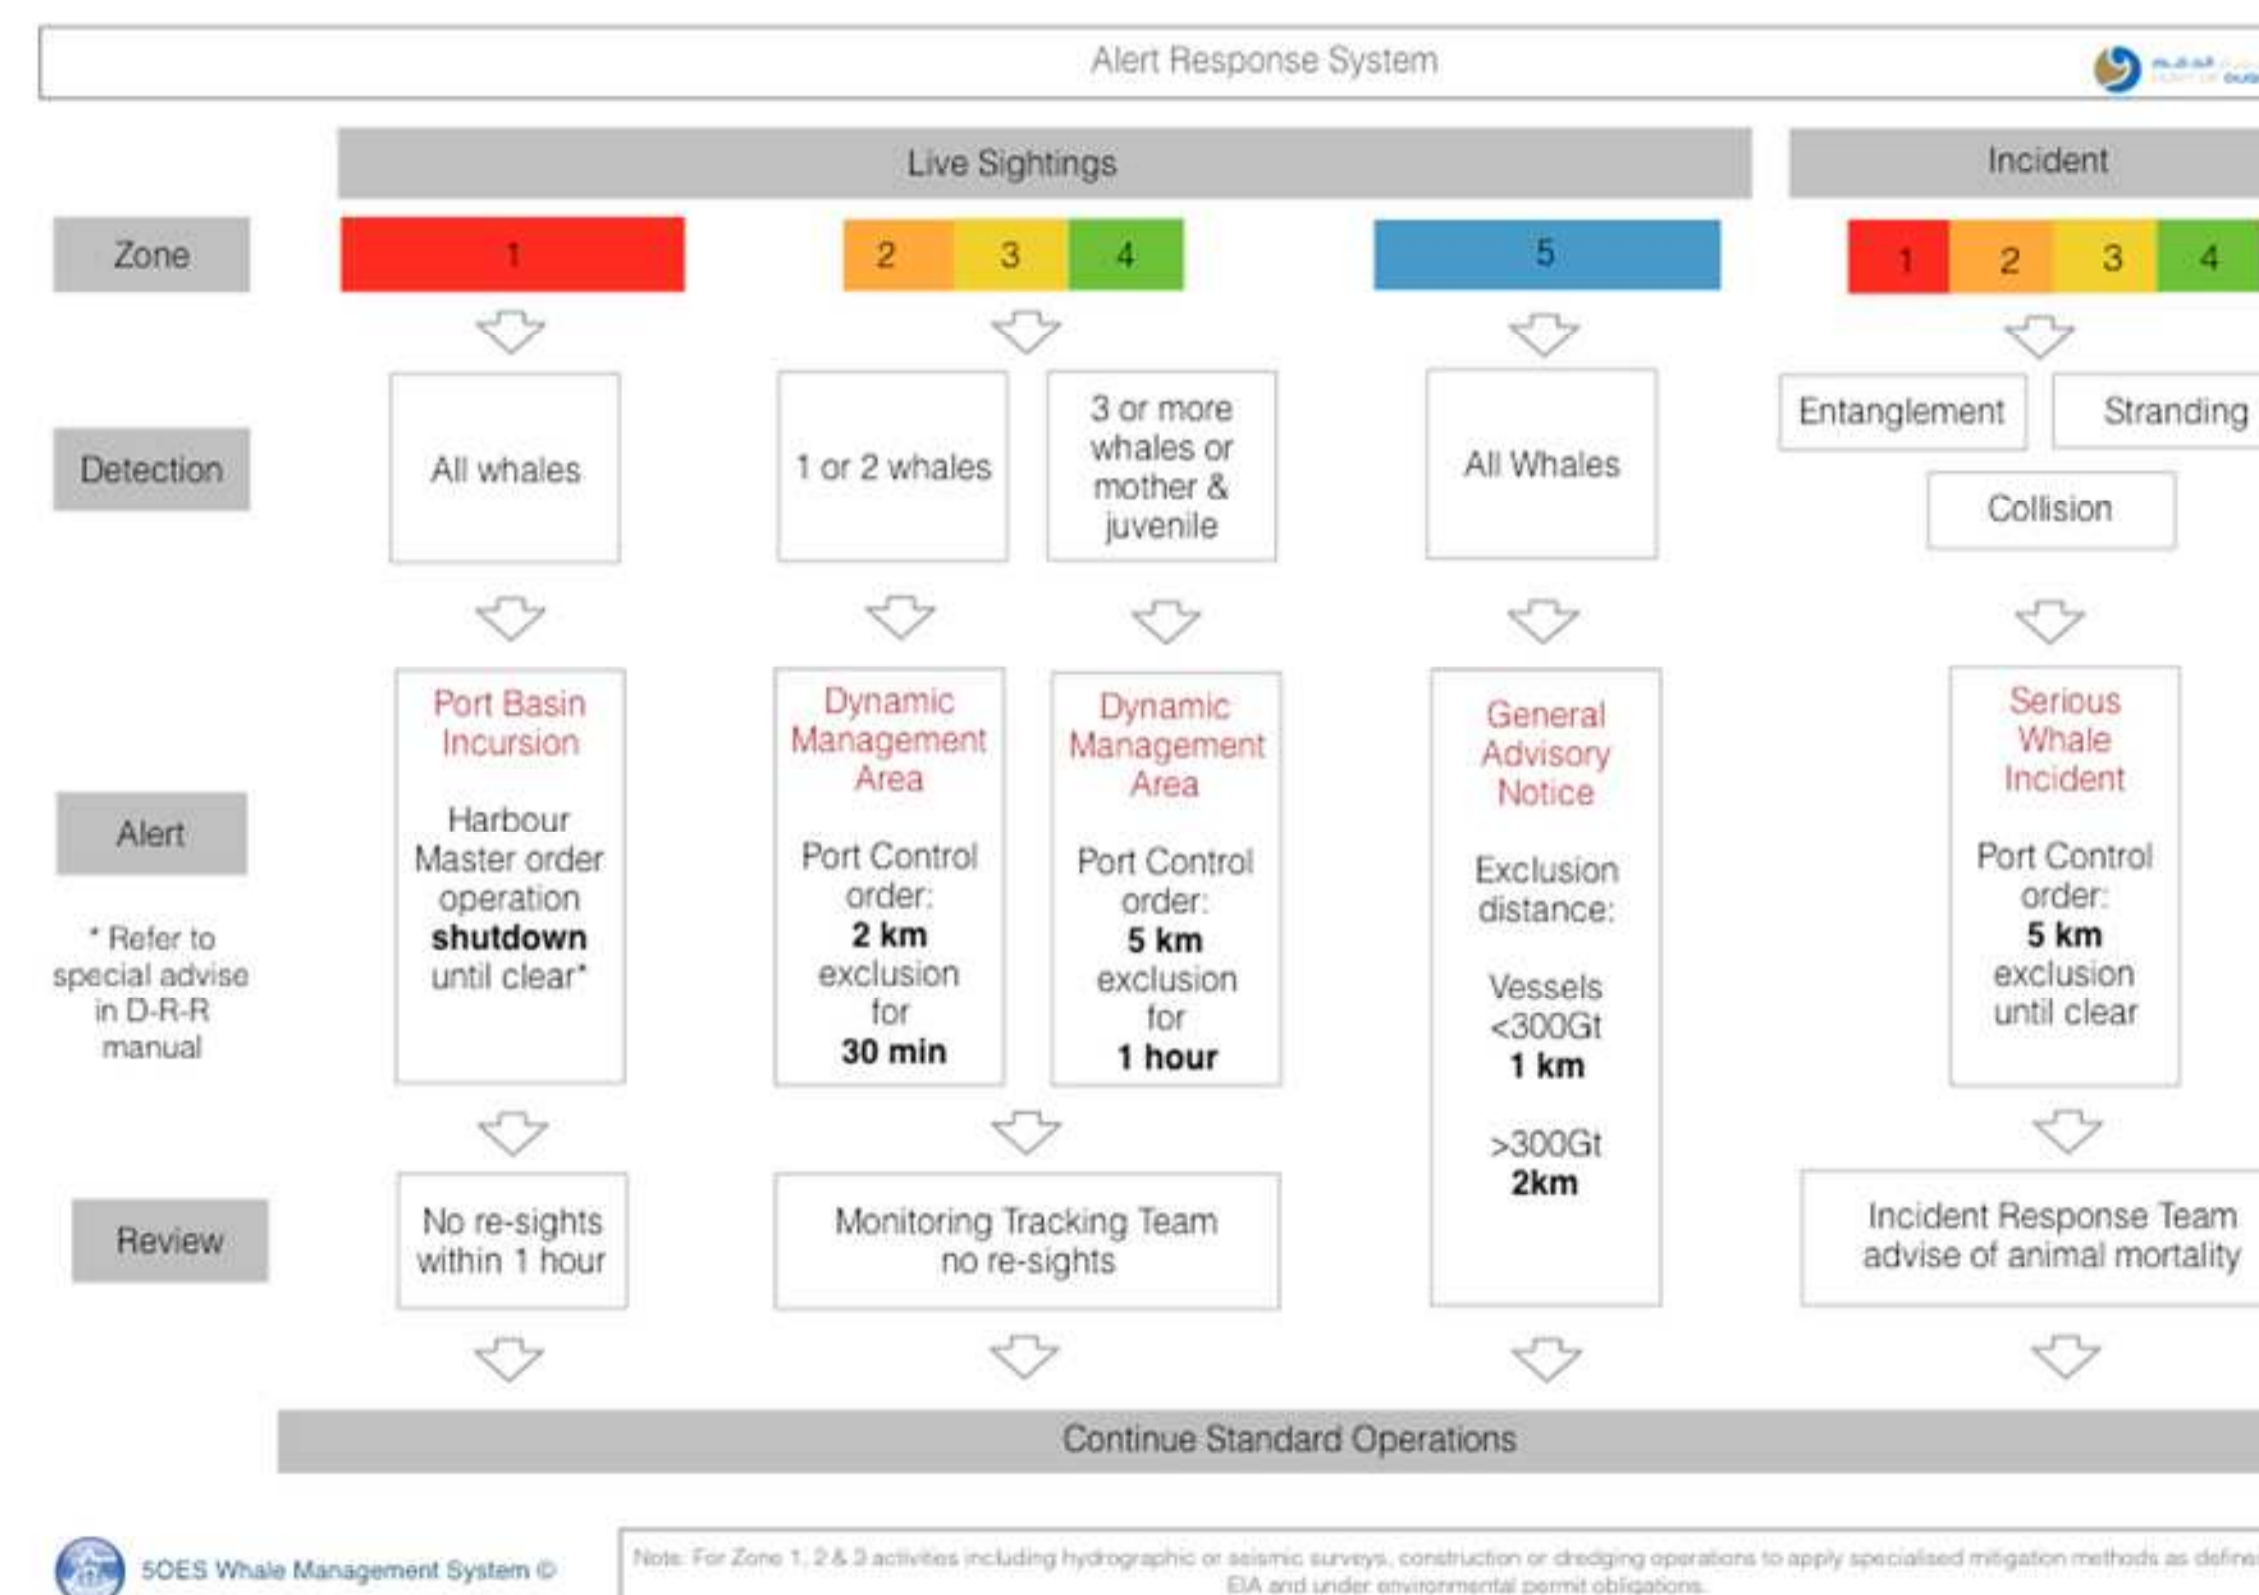 Alert Response System
Live Sightings
Incident
Zone
1
2 3 4
5
1 2 3 4
Detection
All whales
1 or 2 whales
3 or more
whales or
mother &
juvenile
All Whales
Entanglement
Stranding
Collision
Alert
* Refer to
special advise
in D-R-R
manual
Port Basin
Incursion
Harbour
Master order
operation
shutdown
until clear*
Dynamic
Management
Area
Port Control
order:
2 km
exclusion
for
30 min
Dynamic
Management
Area
Port Control
order:
5 km
exclusion
for
1 hour
General
Advisory
Notice
Exclusion
distance:
Vessels
<300Gt
1 km
>300Gt
2km
Serious
Whale
Incident
Port Control
order:
5 km
exclusion
until clear
Review
No re-sights
within 1 hour
Monitoring Tracking Team
no re-sights
Incident Response Team
advise of animal mortality
Continue Standard Operations
5OES Whale Management System ©
Note: For Zone 1, 2 & 3 activities including hydrographic or seismic surveys, construction or dredging operations to apply specialised mitigation methods as define
EIA and under environmental permit obligations.